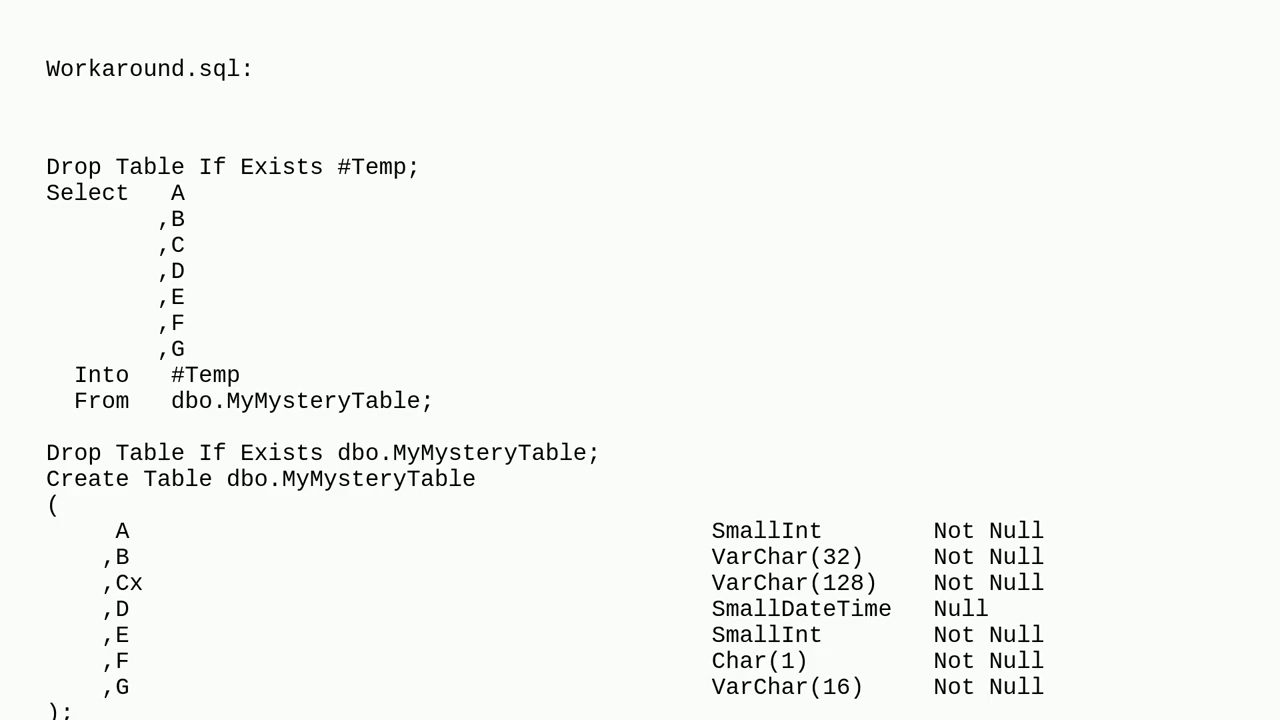 Workaround.sql:
Drop Table If Exists #Temp;
Select   A
        ,B
        ,C
        ,D
        ,E
        ,F
        ,G
  Into   #Temp
  From   dbo.MyMysteryTable;
Drop Table If Exists dbo.MyMysteryTable;
Create Table dbo.MyMysteryTable
(
     A                                          SmallInt        Not Null
    ,B                                          VarChar(32)     Not Null
    ,Cx                                         VarChar(128)    Not Null
    ,D                                          SmallDateTime   Null
    ,E                                          SmallInt        Not Null
    ,F                                          Char(1)         Not Null
    ,G                                          VarChar(16)     Not Null
);